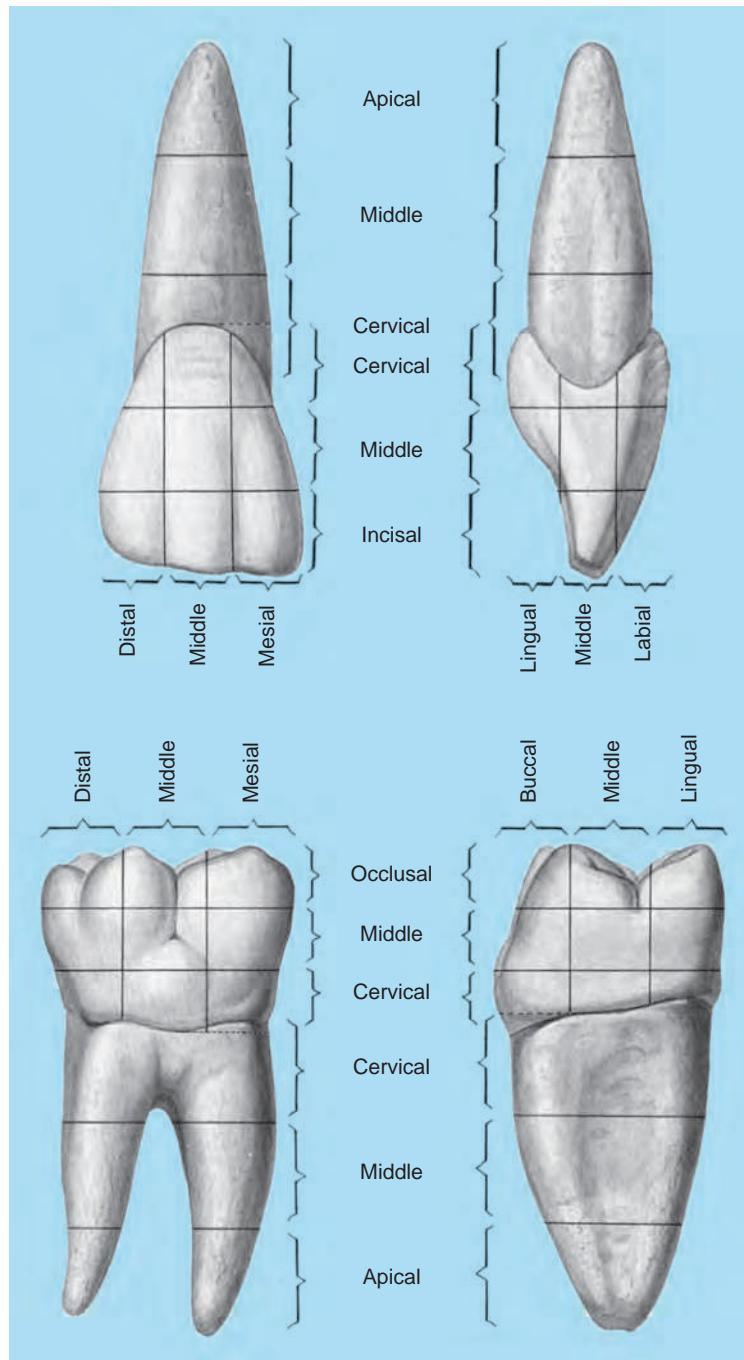 Apical
Middle
Cervical
Cervical
Middle
Incisal
Distal
Middle
Mesial
Lingual
Middle
Labial
Distal
Middle
Mesial
Buccal
Middle
Lingual
Occlusal
Middle
Cervical
Cervical
Middle
Apical